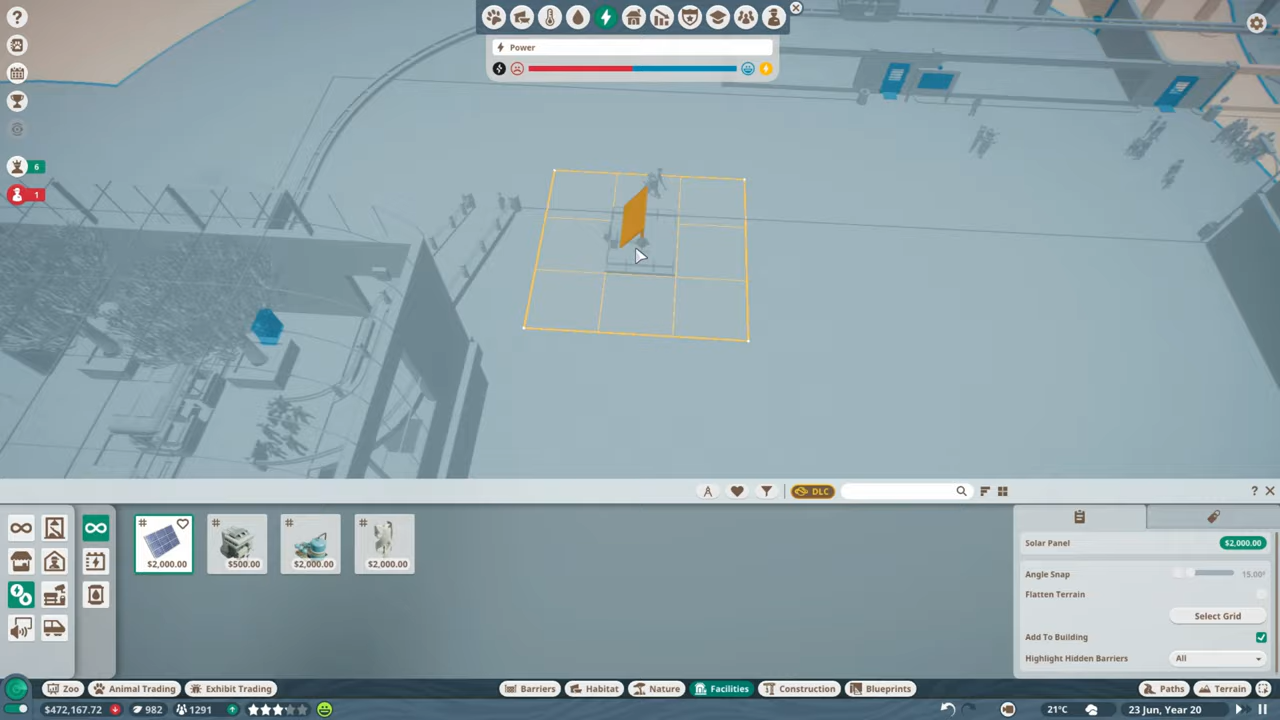 ?
Power
6
1
DLC
?
$2,000.00
$500.00
$2,000.00
$2,000.00
Solar Panel
$2,000.00
Angle Snap
15.00°
Flatten Terrain
Select Grid
Add To Building
Highlight Hidden Barriers
All
Zoo
Animal Trading
Exhibit Trading
Barriers
Habitat
Nature
Facilities
Construction
Blueprints
Paths
Terrain
$472,167.72
982
1291
21°C
23 Jun, Year 20